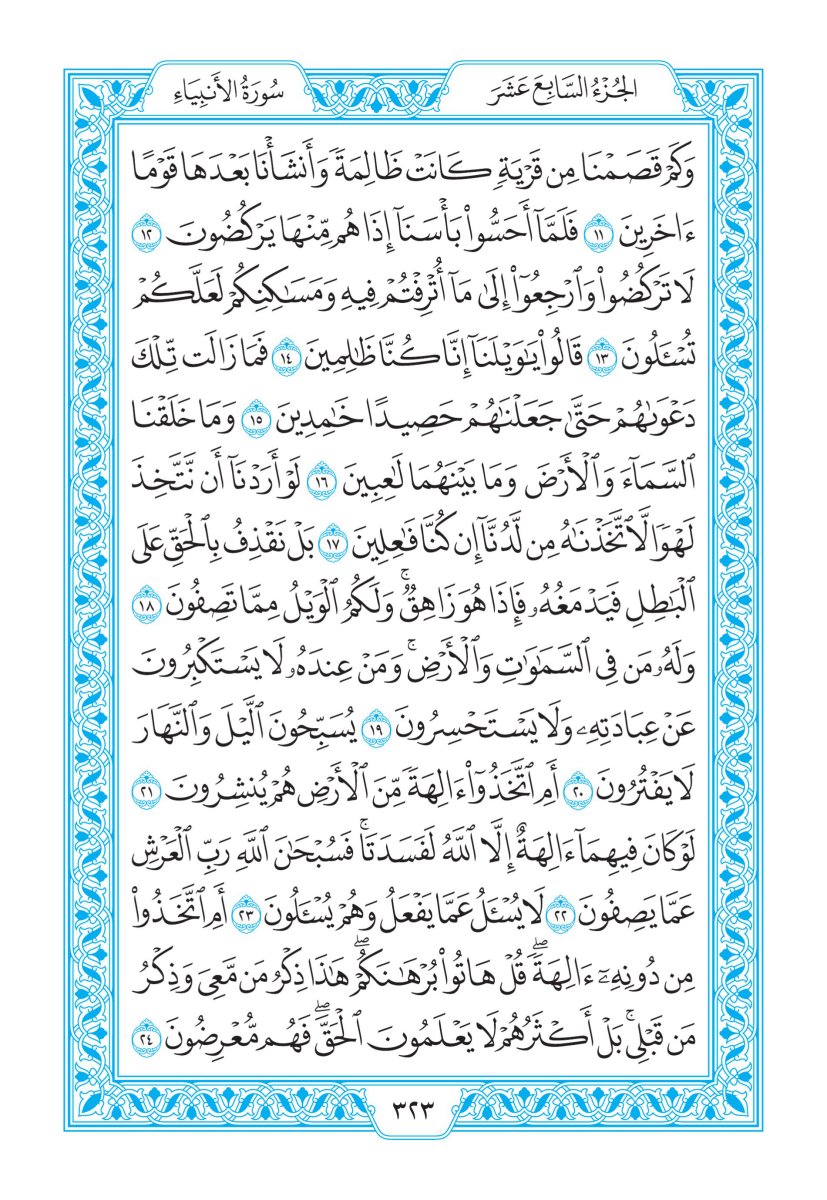 الجُزْءُ السَّابِعَ عَشَرَ
سُورَةُ الأَنبِيَاءِ
وَكَمْ قَصَمْنَا مِن قَرْيَةٖ كَانَتْ ظَالِمَةٗ وَأَنشَأْنَا بَعْدَهَا قَوْمًا
ءَاخَرِينَ ١١ فَلَمَّآ أَحَسُّواْ بَأْسَنَآ إِذَا هُم مِّنْهَا يَرْكُضُونَ ١٢
لَا تَرْكُضُواْ وَٱرْجِعُوٓاْ إِلَىٰ مَآ أُتْرِفْتُمْ فِيهِ وَمَسَٰكِنِكُمْ لَعَلَّكُمْ
تُسْـَٔلُونَ ١٣ قَالُواْ يَٰوَيْلَنَآ إِنَّا كُنَّا ظَٰلِمِينَ ١٤ فَمَا زَالَت تِّلْكَ
دَعْوَىٰهُمْ حَتَّىٰ جَعَلْنَٰهُمْ حَصِيدًا خَٰمِدِينَ ١٥ وَمَا خَلَقْنَا
ٱلسَّمَآءَ وَٱلْأَرْضَ وَمَا بَيْنَهُمَا لَٰعِبِينَ ١٦ لَوْ أَرَدْنَآ أَن نَّتَّخِذَ
لَهْوٗا لَّٱتَّخَذْنَٰهُ مِن لَّدُنَّآ إِن كُنَّا فَٰعِلِينَ ١٧ بَلْ نَقْذِفُ بِٱلْحَقِّ عَلَى
ٱلْبَٰطِلِ فَيَدْمَغُهُۥ فَإِذَا هُوَ زَاهِقٞۚ وَلَكُمُ ٱلْوَيْلُ مِمَّا تَصِفُونَ ١٨
وَلَهُۥ مَن فِي ٱلسَّمَٰوَٰتِ وَٱلْأَرْضِۚ وَمَنْ عِندَهُۥ لَا يَسْتَكْبِرُونَ
عَنْ عِبَادَتِهِۦ وَلَا يَسْتَحْسِرُونَ ١٩ يُسَبِّحُونَ ٱلَّيْلَ وَٱلنَّهَارَ
لَا يَفْتُرُونَ ٢٠ أَمِ ٱتَّخَذُوٓاْ ءَالِهَةٗ مِّنَ ٱلْأَرْضِ هُمْ يُنشِرُونَ ٢١
لَوْ كَانَ فِيهِمَآ ءَالِهَةٌ إِلَّا ٱللَّهُ لَفَسَدَتَاۚ فَسُبْحَٰنَ ٱللَّهِ رَبِّ ٱلْعَرْشِ
عَمَّا يَصِفُونَ ٢٢ لَا يُسْـَٔلُ عَمَّا يَفْعَلُ وَهُمْ يُسْـَٔلُونَ ٢٣ أَمِ ٱتَّخَذُواْ
مِن دُونِهِۦٓ ءَالِهَةٗۖ قُلْ هَاتُواْ بُرْهَٰنَكُمْۖ هَٰذَا ذِكْرُ مَن مَّعِيَ وَذِكْرُ
مَن قَبْلِيۚ بَلْ أَكْثَرُهُمْ لَا يَعْلَمُونَ ٱلْحَقَّۖ فَهُم مُّعْرِضُونَ ٢٤
٣٢٣